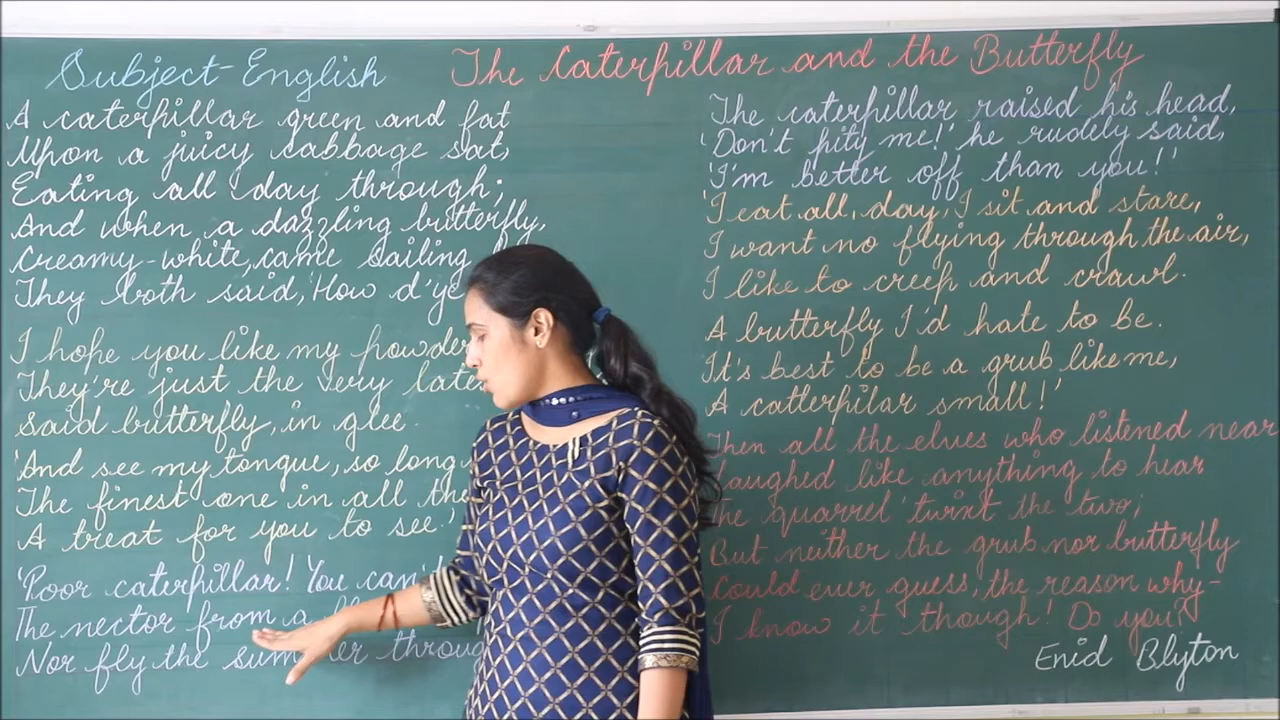 Subject-English
The Caterpillar and the Butterfly
A caterpillar green and fat
Upon a juicy cabbage sat,
Eating all day through;
And when a dazzling butterfly,
Creamy-white, came sailing
They both said, 'How d'ye
I hope you like my powder
They're just the very late
Said butterfly, in glee.
'And see my tongue, so long
The finest one in all the
A treat for you to see,
'Poor caterpillar! You can't
The nector from a
Nor fly the summer throug
The caterpillar raised his head,
'Don't pity me!' he rudely said,
'I'm better off than you!'
'I eat all, day, I sit and stare,
I want no flying through the air,
I like to creep and crawl.
A butterfly I'd hate to be.
It's best to be a grub like me,
A catterpilar small!'
Then all the elves who listened near
Laughed like anything to hear
The quarrel 'twixt the two;
But neither the grub nor butterfly
Could ever guess, the reason why-
I know it though! Do you?
Enid Blyton